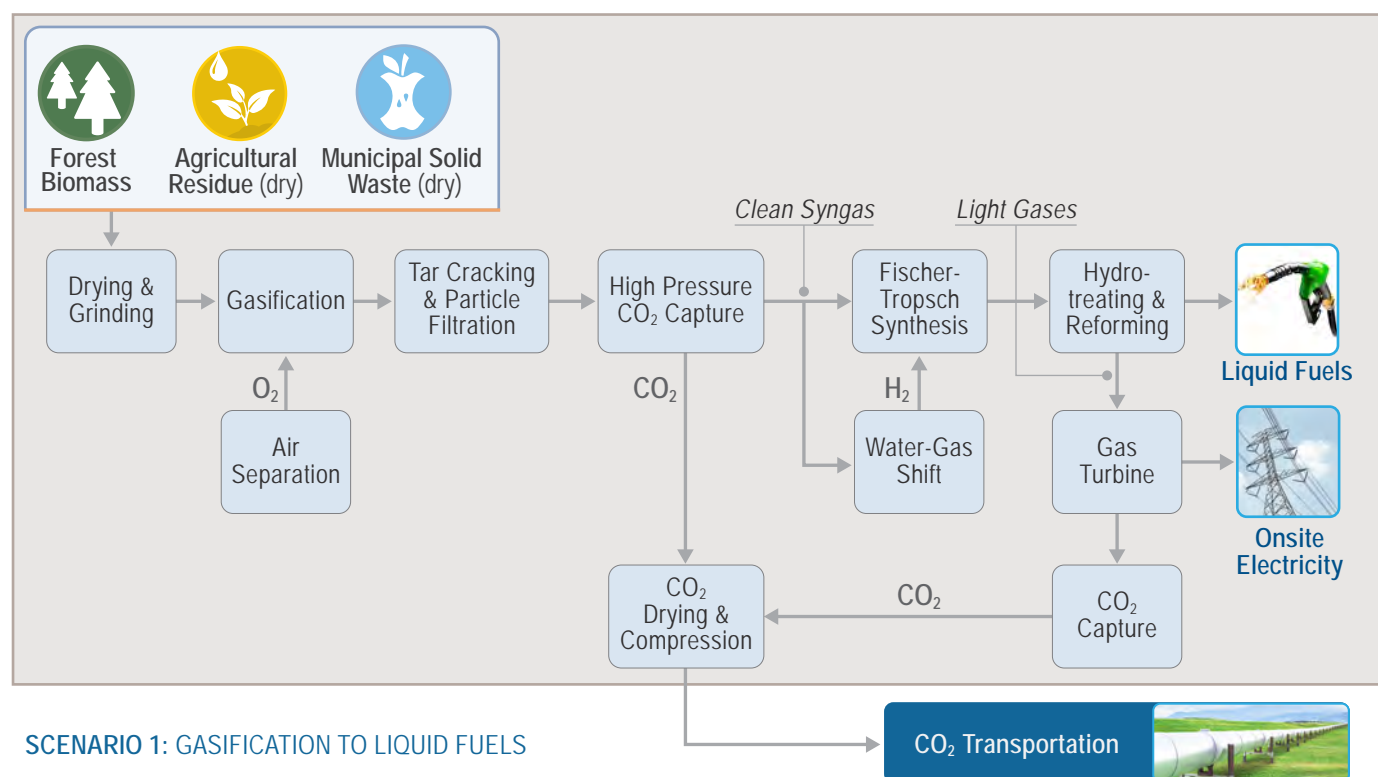 Forest
Biomass
Agricultural
Residue (dry)
Municipal Solid
Waste (dry)
Clean Syngas
Light Gases
Drying &
Grinding
Gasification
Tar Cracking
& Particle
Filtration
High Pressure
CO₂ Capture
Fischer-
Tropsch
Synthesis
Hydro-
treating &
Reforming
Liquid Fuels
O₂
CO₂
H₂
Air
Separation
Water-Gas
Shift
Gas
Turbine
Onsite
Electricity
CO₂
Drying &
Compression
CO₂
CO₂
Capture
SCENARIO 1: GASIFICATION TO LIQUID FUELS
CO₂ Transportation